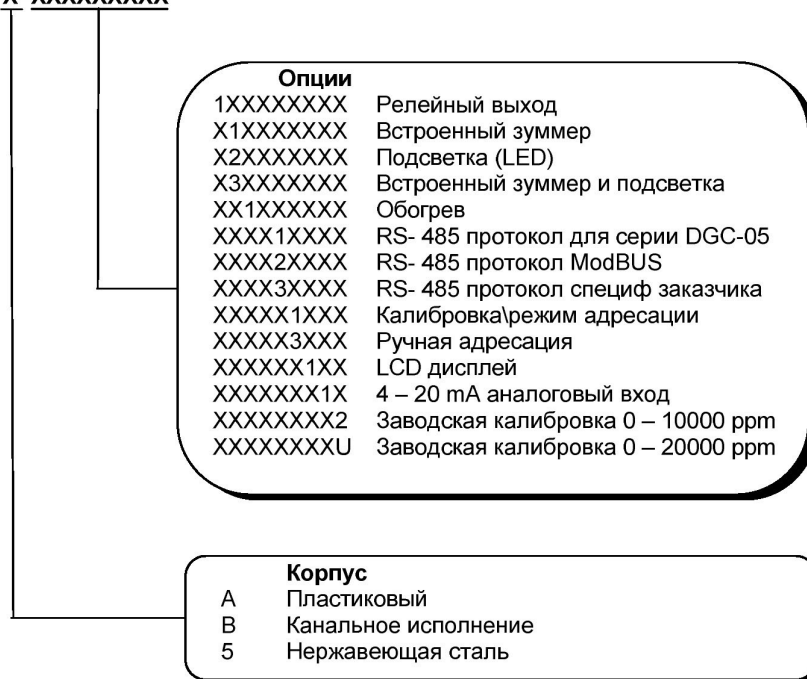 X XXXXXXXXX
Опции
1XXXXXXXX Релейный выход
X1XXXXXXX Встроенный зуммер
X2XXXXXXX Подсветка (LED)
X3XXXXXXX Встроенный зуммер и подсветка
XX1XXXXXX Обогрев
XXXX1XXXX RS- 485 протокол для серии DGC-05
XXXX2XXXX RS- 485 протокол ModBUS
XXXX3XXXX RS- 485 протокол специф заказчика
XXXXX1XXX Калибровка\режим адресации
XXXXX3XXX Ручная адресация
XXXXXX1XX LCD дисплей
XXXXXXX1X 4 – 20 mA аналоговый вход
XXXXXXXX2 Заводская калибровка 0 – 10000 ppm
XXXXXXXXU Заводская калибровка 0 – 20000 ppm
Корпус
A Пластиковый
B Канальное исполнение
5 Нержавеющая сталь